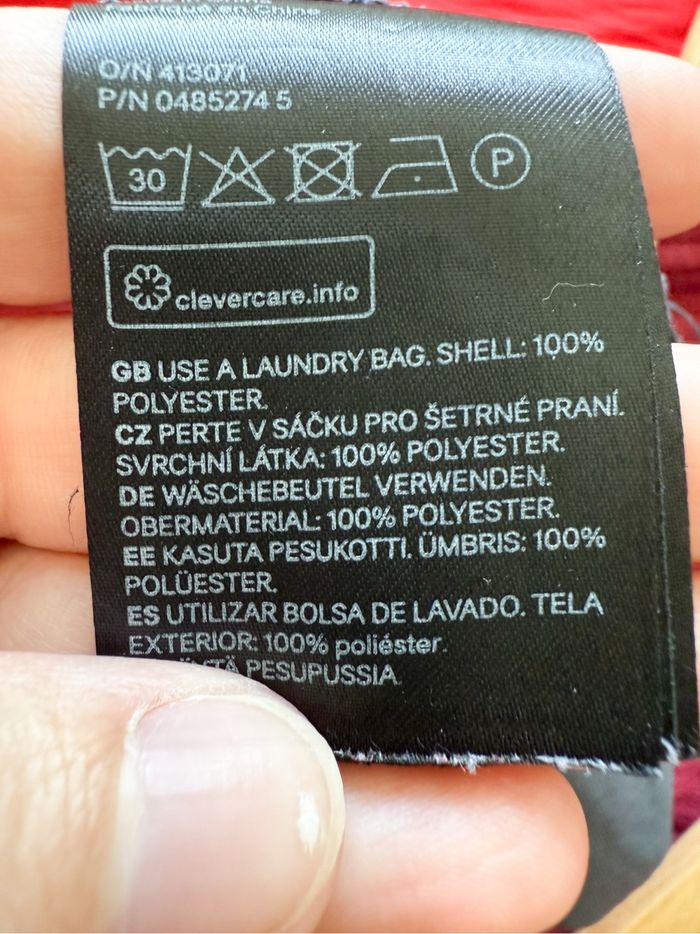 O/N 413071
P/N 0485274 5
30 P
clevercare.info
GB USE A LAUNDRY BAG. SHELL: 100%
POLYESTER.
CZ PERTE V SÁČKU PRO ŠETRNÉ PRANÍ.
SVRCHNÍ LÁTKA: 100% POLYESTER.
DE WÄSCHEBEUTEL VERWENDEN.
OBERMATERIAL: 100% POLYESTER.
EE KASUTA PESUKOTTI. ÜMBRIS: 100%
POLÜESTER.
ES UTILIZAR BOLSA DE LAVADO. TELA
EXTERIOR: 100% poliéster.
PESUPUSSIA.